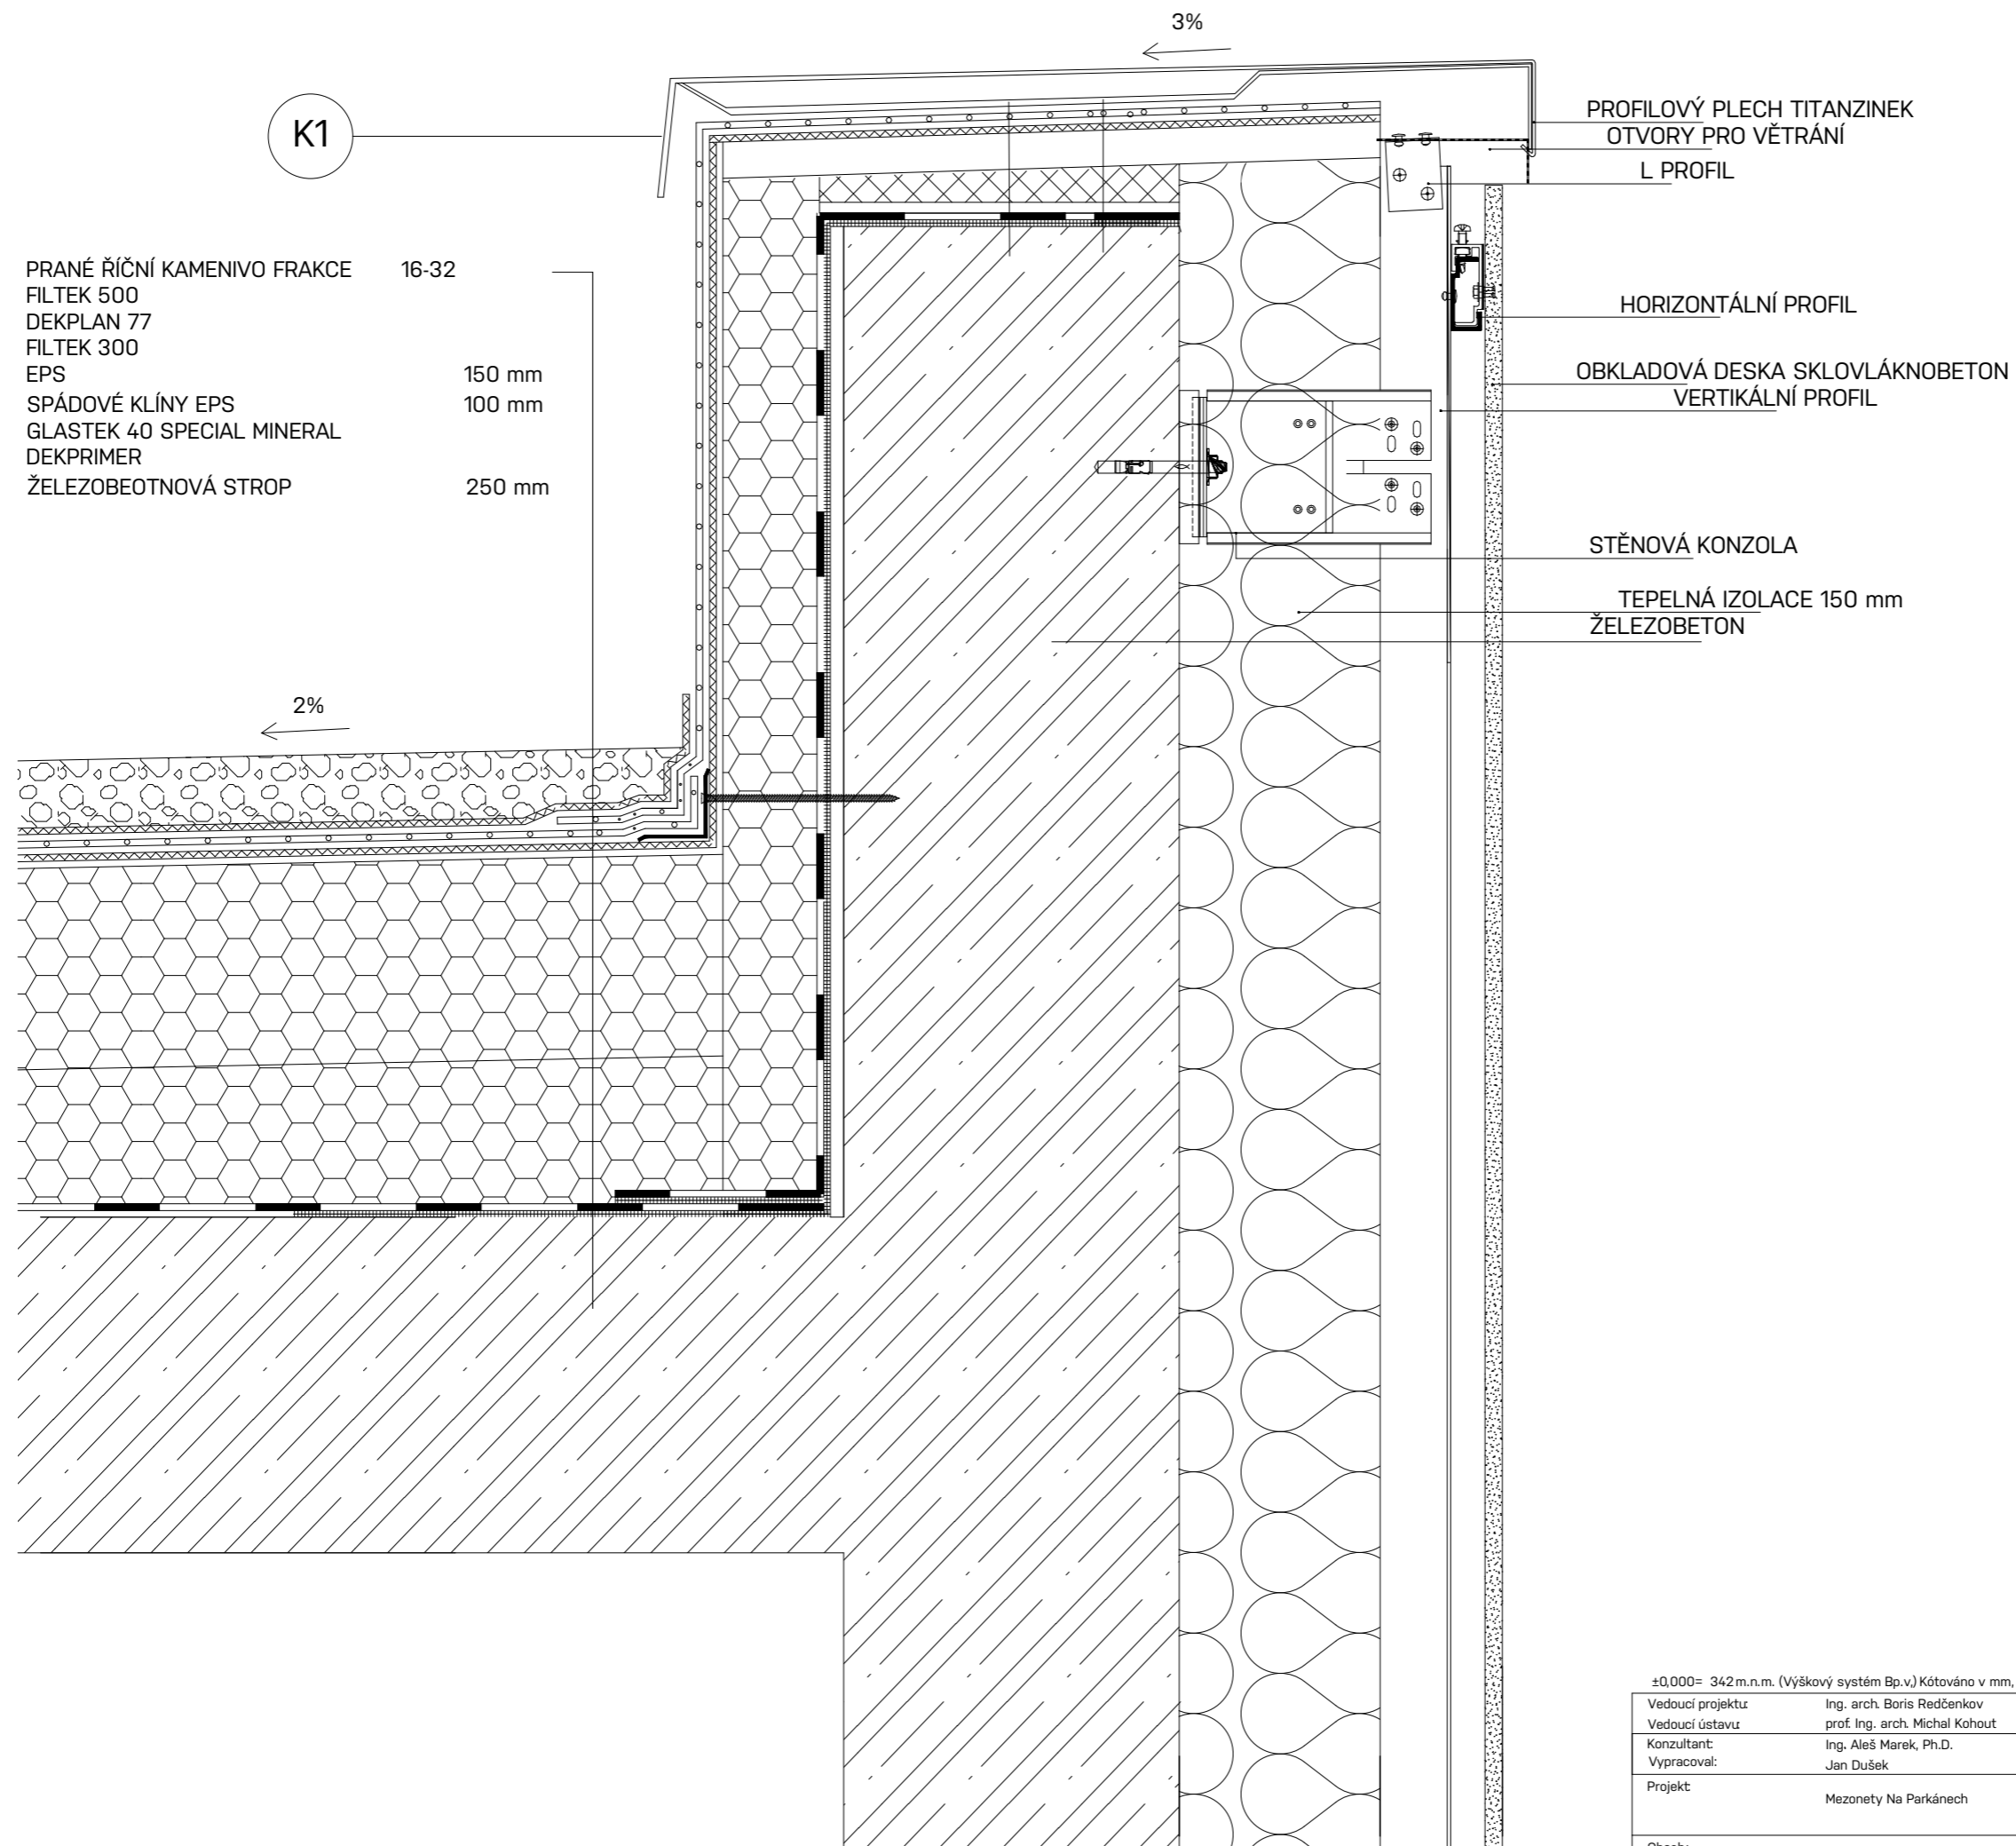 3%
K1
PROFILOVÝ PLECH TITANZINEK
OTVORY PRO VĚTRÁNÍ
L PROFIL
PRANÉ ŘÍČNÍ KAMENIVO FRAKCE 16-32
FILTEK 500
DEKPLAN 77
FILTEK 300
EPS 150 mm
SPÁDOVÉ KLÍNY EPS 100 mm
GLASTEK 40 SPECIAL MINERAL
DEKPRIMER
ŽELEZOBEOTNOVÁ STROP 250 mm
HORIZONTÁLNÍ PROFIL
OBKLADOVÁ DESKA SKLOVLÁKNOBETON
VERTIKÁLNÍ PROFIL
STĚNOVÁ KONZOLA
TEPELNÁ IZOLACE 150 mm
ŽELEZOBETON
2%
±0,000= 342 m.n.m. (Výškový systém Bp.v,) Kótováno v mm,
Vedoucí projektu: Ing. arch. Boris Redčenkov
Vedoucí ústavu: prof. Ing. arch. Michal Kohout
Konzultant: Ing. Aleš Marek, Ph.D.
Vypracoval: Jan Dušek
Projekt: Mezonety Na Parkánech